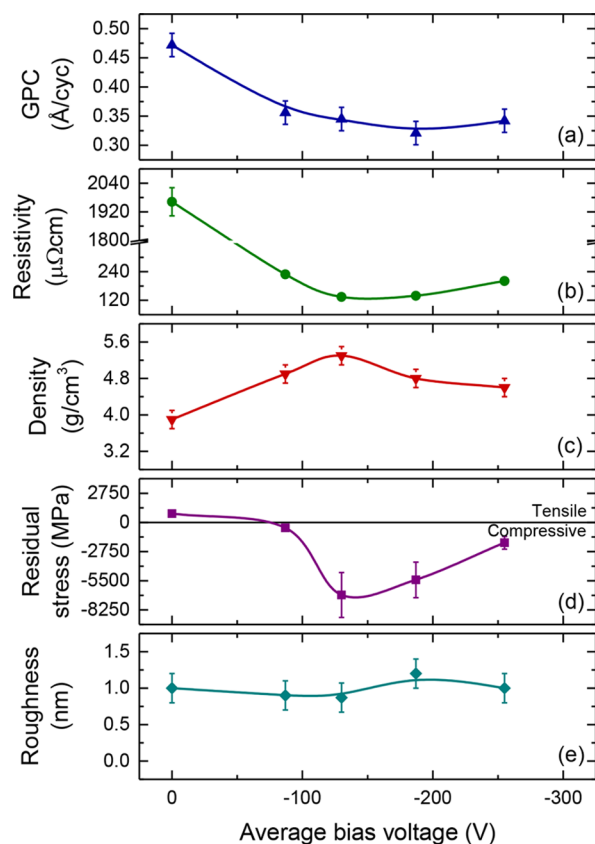 GPC
(Å/cyc)
0.50
0.45
0.40
0.35
0.30
(a)
Resistivity
(μΩcm)
2040
1920
1800
240
120
(b)
Density
(g/cm³)
5.6
4.8
4.0
3.2
(c)
Residual
stress (MPa)
2750
0
-2750
-5500
-8250
Tensile
Compressive
(d)
Roughness
(nm)
1.5
1.0
0.5
0.0
(e)
0 -100 -200 -300
Average bias voltage (V)